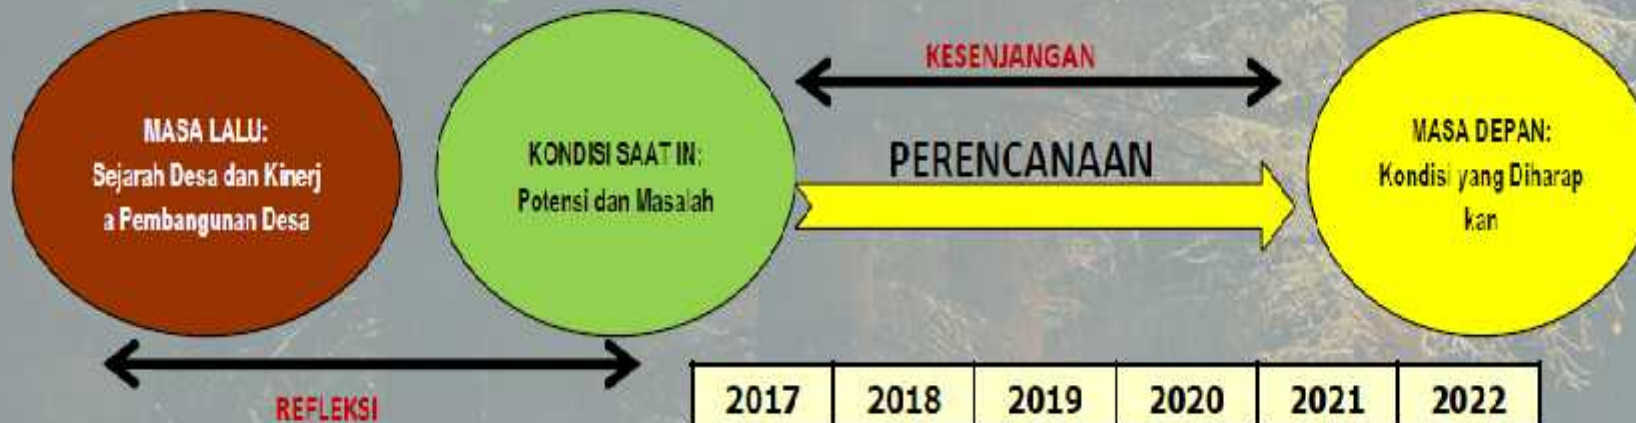 MASA LALU:
Sejarah Desa dan Kinerj
a Pembangunan Desa
KONDISI SAAT IN:
Potensi dan Masalah
KESENJANGAN
PERENCANAAN
MASA DEPAN:
Kondisi yang Diharap
kan
REFLEKSI
2017 2018 2019 2020 2021 2022